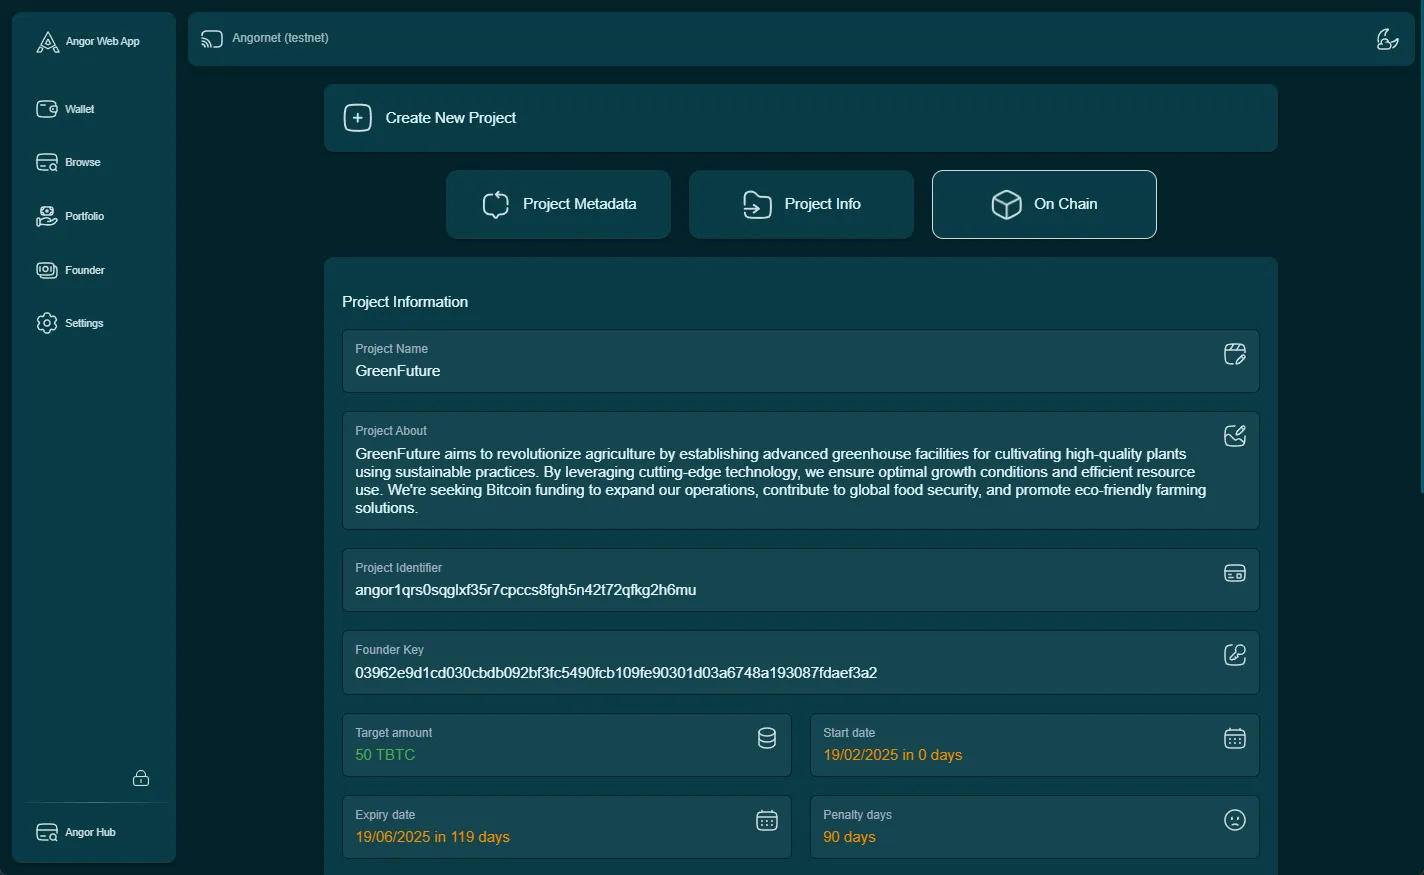 Angor Web App
Wallet
Browse
Portfolio
Founder
Settings
Angor Hub
Angornet (testnet)
Create New Project
Project Metadata
Project Info
On Chain
Project Information
Project Name
GreenFuture
Project About
GreenFuture aims to revolutionize agriculture by establishing advanced greenhouse facilities for cultivating high-quality plants
using sustainable practices. By leveraging cutting-edge technology, we ensure optimal growth conditions and efficient resource
use. We're seeking Bitcoin funding to expand our operations, contribute to global food security, and promote eco-friendly farming
solutions.
Project Identifier
angor1qrs0sqglxf35r7cpccs8fgh5n42t72qfkg2h6mu
Founder Key
03962e9d1cd030cbdb092bf3fc5490fcb109fe90301d03a6748a193087fdaef3a2
Target amount
50 TBTC
Start date
19/02/2025 in 0 days
Expiry date
19/06/2025 in 119 days
Penalty days
90 days